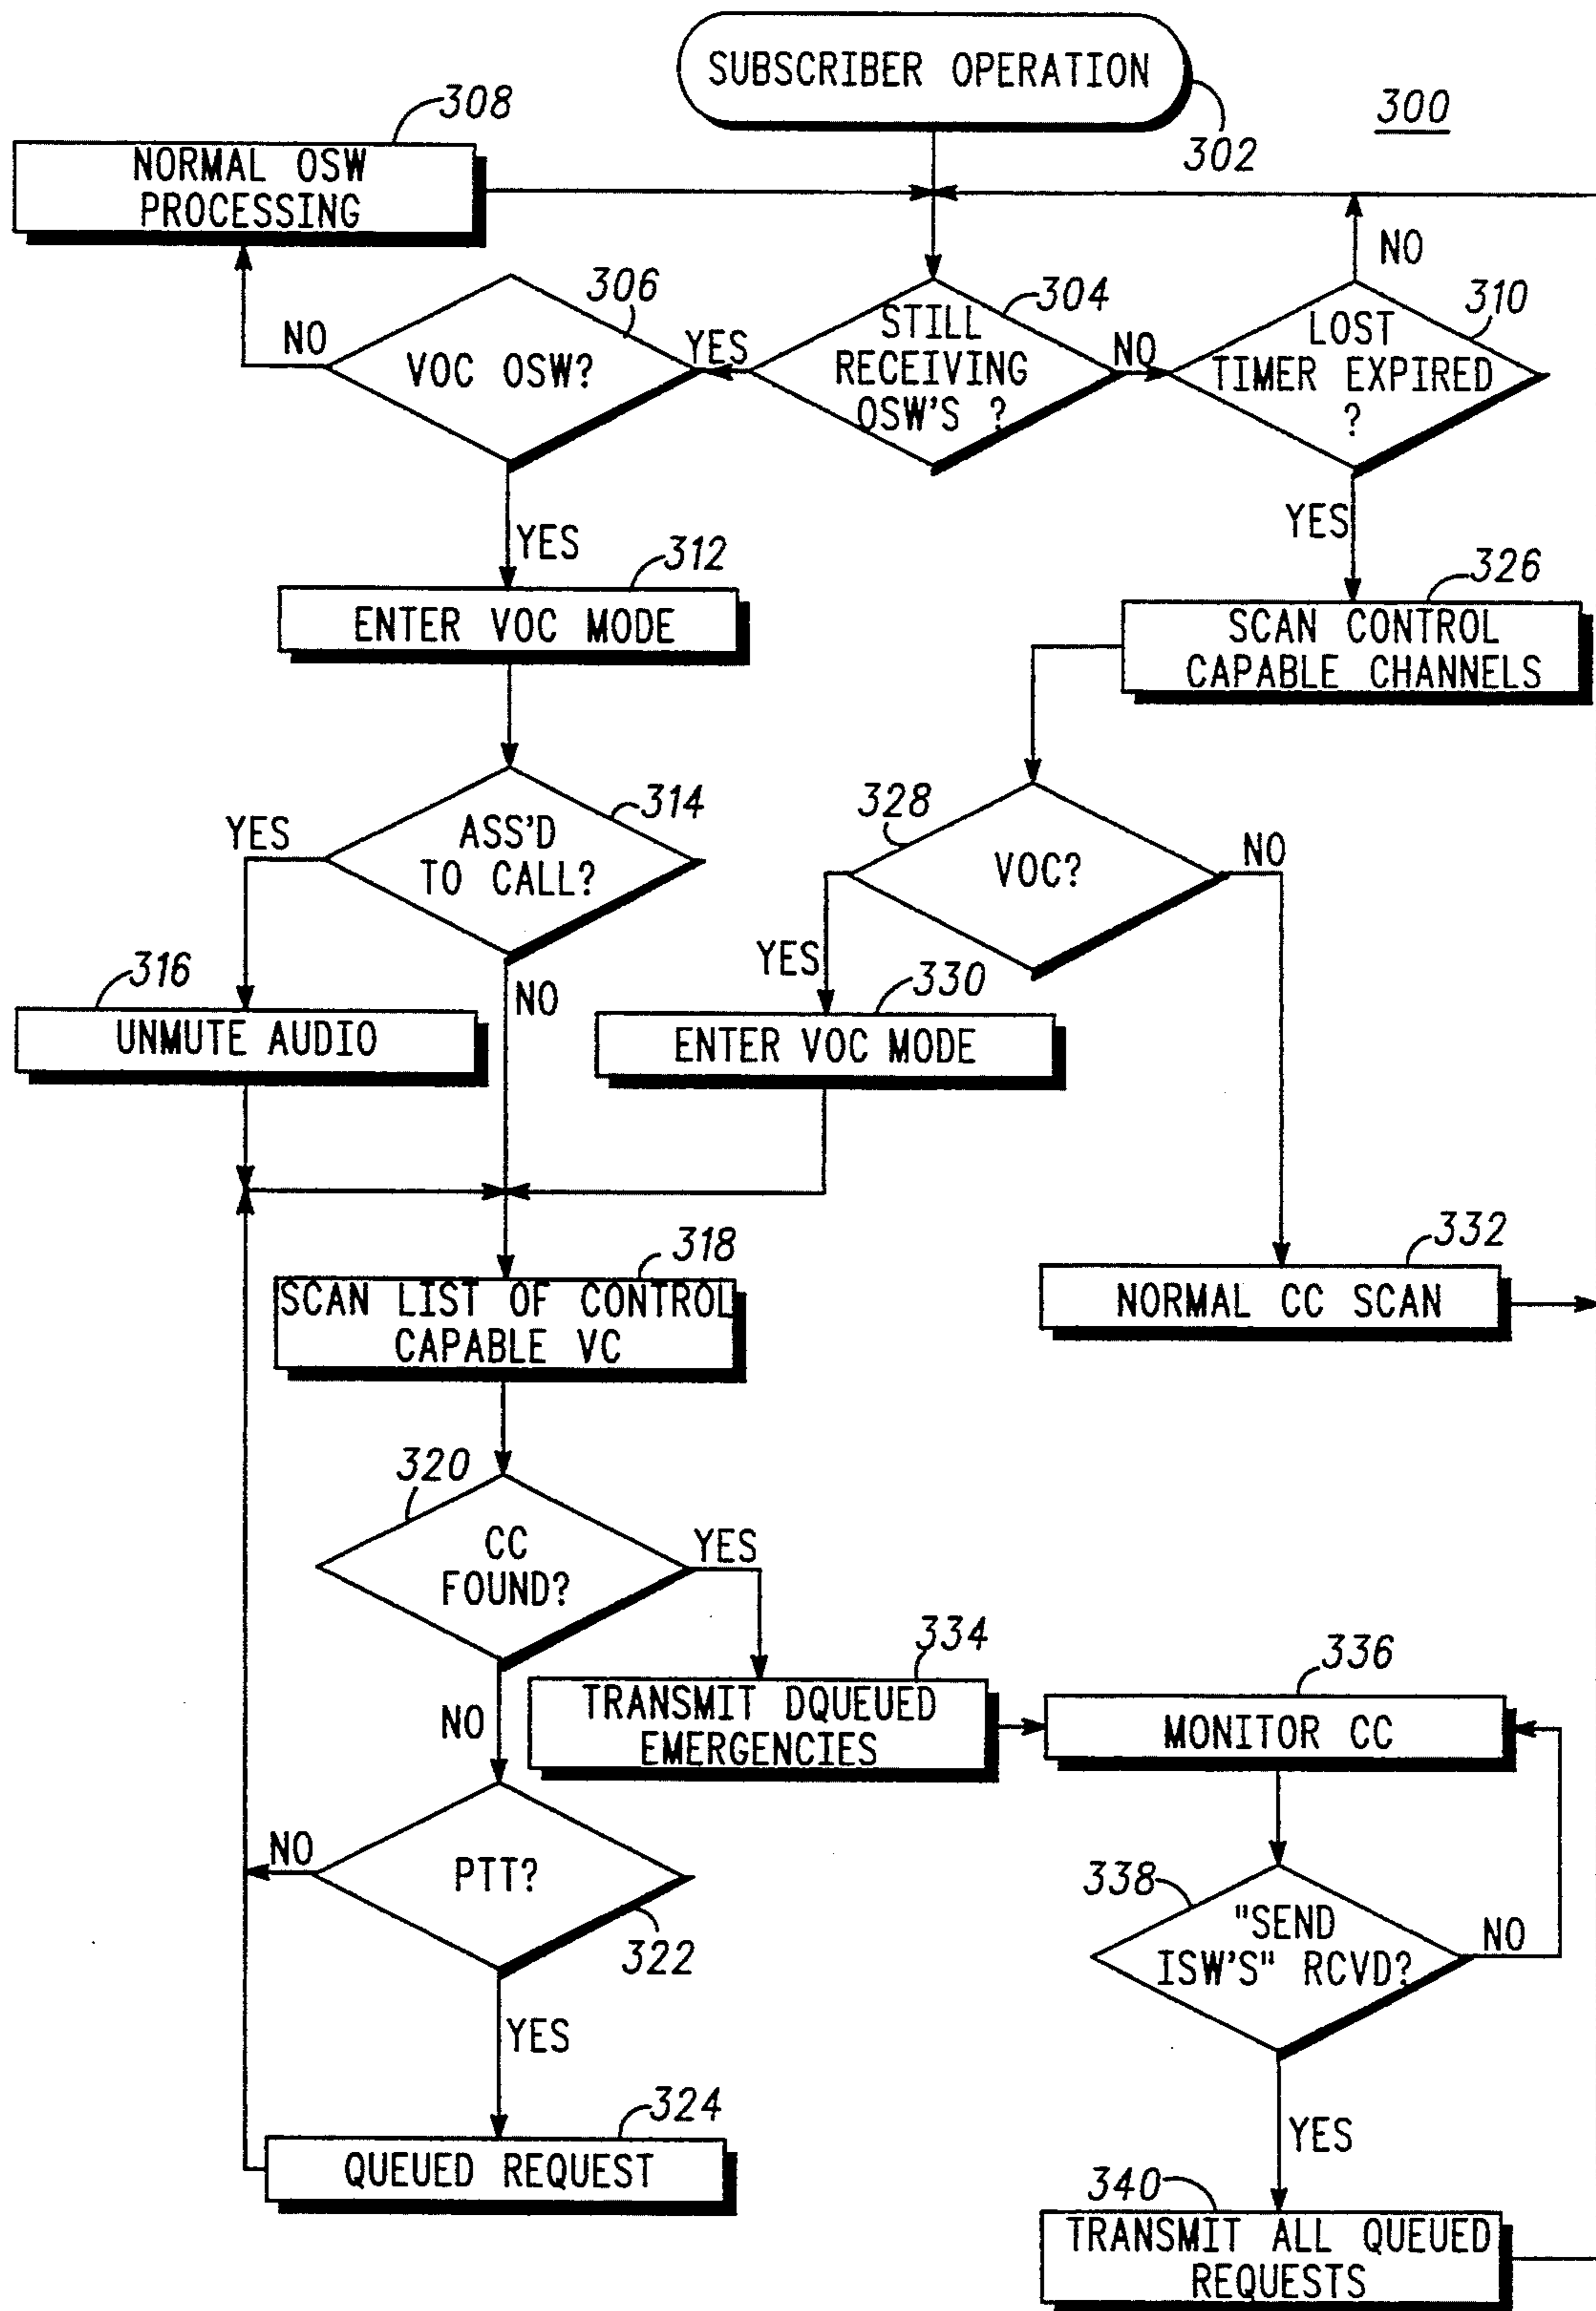 SUBSCRIBER OPERATION
302
300
308
NORMAL OSW
PROCESSING
NO
306
VOC OSW?
YES
304
STILL
RECEIVING
OSW'S ?
NO
310
LOST
TIMER EXPIRED
?
NO
YES
YES
312
ENTER VOC MODE
326
SCAN CONTROL
CAPABLE CHANNELS
314
ASS'D
TO CALL?
YES
NO
328
VOC?
NO
YES
316
UNMUTE AUDIO
330
ENTER VOC MODE
318
SCAN LIST OF CONTROL
CAPABLE VC
332
NORMAL CC SCAN
320
CC
FOUND?
YES
NO
334
TRANSMIT DQUEUED
EMERGENCIES
336
MONITOR CC
PTT?
NO
322
YES
338
"SEND
ISW'S" RCVD?
NO
YES
324
QUEUED REQUEST
340
TRANSMIT ALL QUEUED
REQUESTS